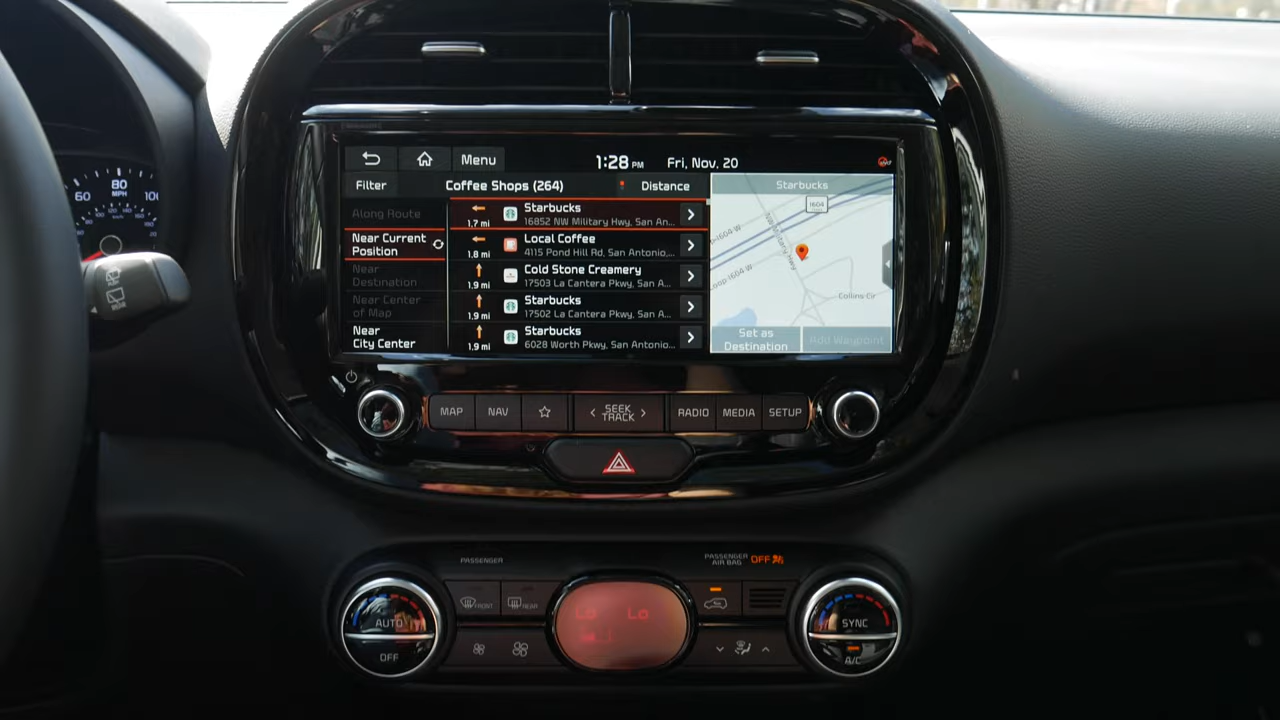 Menu
1:28 PM Fri, Nov. 20
Filter
Coffee Shops (264)
Distance
Starbucks
Along Route
Near Current
Position
Near
Destination
Near Center
of Map
Near
City Center
1.7 mi
Starbucks
16852 NW Military Hwy, San An...
1.8 mi
Local Coffee
4115 Pond Hill Rd, San Antonio,...
1.9 mi
Cold Stone Creamery
17503 La Cantera Pkwy, San A...
1.9 mi
Starbucks
17502 La Cantera Pkwy, San A...
1.9 mi
Starbucks
6028 Worth Pkwy, San Antonio...
1604
Collins Cir
Set as
Destination
Add Waypoint
60 80 100
MPH
MAP NAV
SEEK
TRACK
RADIO MEDIA SETUP
PASSENGER
PASSENGER
AIR BAG OFF
FRONT
REAR
Lo Lo
AUTO
OFF
SYNC
A/C